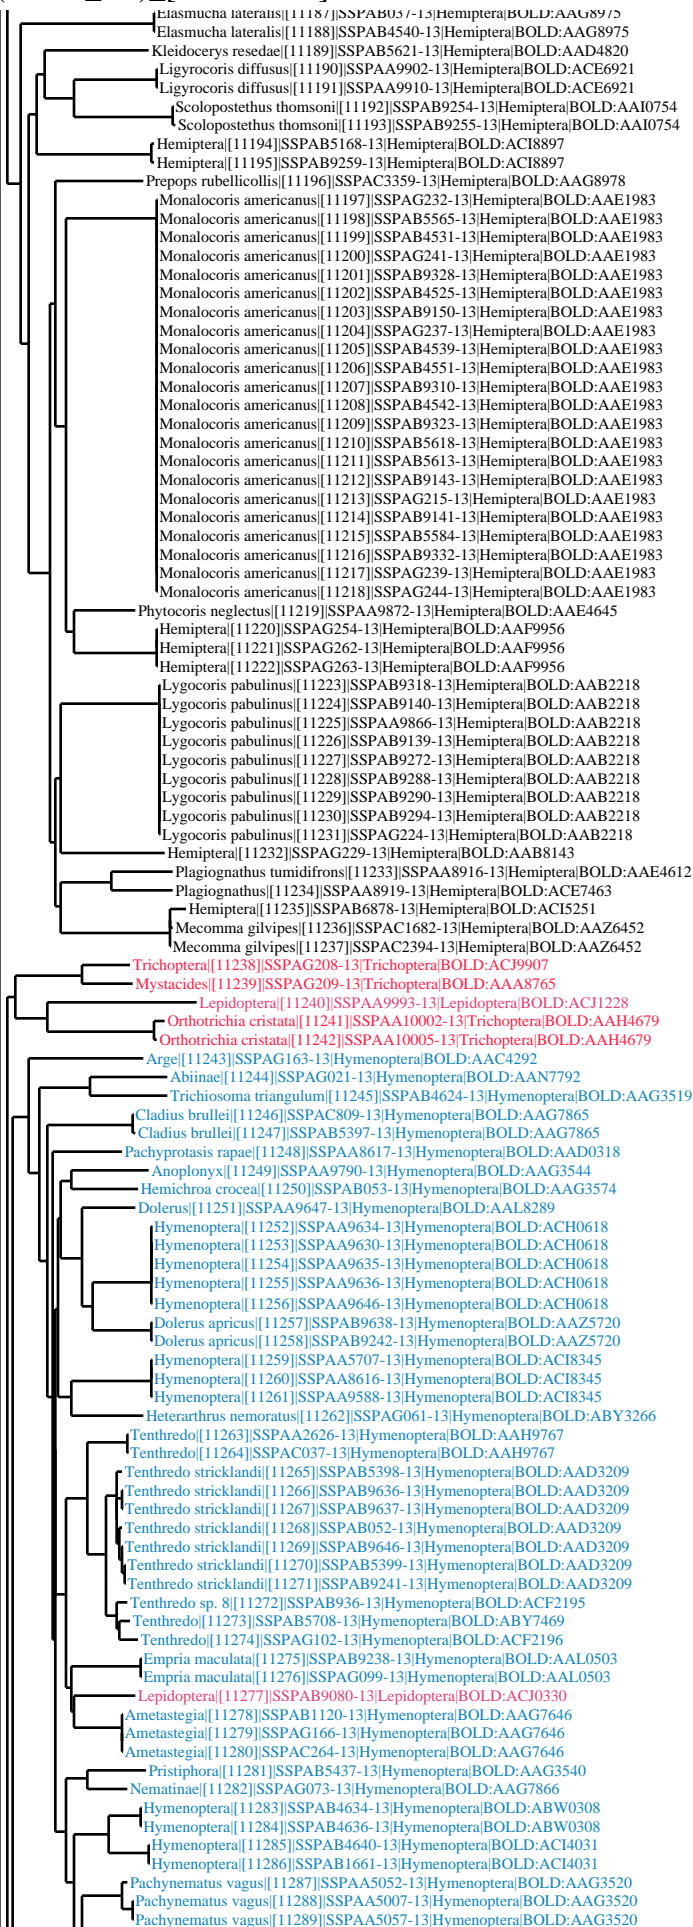 Elasmucha lateralis|[11187]|SSPAB037-13|Hemiptera|BOLD:AAG8975
Elasmucha lateralis|[11188]|SSPAB4540-13|Hemiptera|BOLD:AAG8975
Kleidocerys resedae|[11189]|SSPAB5621-13|Hemiptera|BOLD:AAD4820
Ligyrocoris diffusus|[11190]|SSPAA9902-13|Hemiptera|BOLD:ACE6921
Ligyrocoris diffusus|[11191]|SSPAA9910-13|Hemiptera|BOLD:ACE6921
Scolopostethus thomsoni|[11192]|SSPAB9254-13|Hemiptera|BOLD:AAI0754
Scolopostethus thomsoni|[11193]|SSPAB9255-13|Hemiptera|BOLD:AAI0754
Hemiptera|[11194]|SSPAB5168-13|Hemiptera|BOLD:ACI8897
Hemiptera|[11195]|SSPAB9259-13|Hemiptera|BOLD:ACI8897
Prepops rubellicollis|[11196]|SSPAC3359-13|Hemiptera|BOLD:AAG8978
Monalocoris americanus|[11197]|SSPAG232-13|Hemiptera|BOLD:AAE1983
Monalocoris americanus|[11198]|SSPAB5565-13|Hemiptera|BOLD:AAE1983
Monalocoris americanus|[11199]|SSPAB4531-13|Hemiptera|BOLD:AAE1983
Monalocoris americanus|[11200]|SSPAG241-13|Hemiptera|BOLD:AAE1983
Monalocoris americanus|[11201]|SSPAB9328-13|Hemiptera|BOLD:AAE1983
Monalocoris americanus|[11202]|SSPAB4525-13|Hemiptera|BOLD:AAE1983
Monalocoris americanus|[11203]|SSPAB9150-13|Hemiptera|BOLD:AAE1983
Monalocoris americanus|[11204]|SSPAG237-13|Hemiptera|BOLD:AAE1983
Monalocoris americanus|[11205]|SSPAB4539-13|Hemiptera|BOLD:AAE1983
Monalocoris americanus|[11206]|SSPAB4551-13|Hemiptera|BOLD:AAE1983
Monalocoris americanus|[11207]|SSPAB9310-13|Hemiptera|BOLD:AAE1983
Monalocoris americanus|[11208]|SSPAB4542-13|Hemiptera|BOLD:AAE1983
Monalocoris americanus|[11209]|SSPAB9323-13|Hemiptera|BOLD:AAE1983
Monalocoris americanus|[11210]|SSPAB5618-13|Hemiptera|BOLD:AAE1983
Monalocoris americanus|[11211]|SSPAB5613-13|Hemiptera|BOLD:AAE1983
Monalocoris americanus|[11212]|SSPAB9143-13|Hemiptera|BOLD:AAE1983
Monalocoris americanus|[11213]|SSPAG215-13|Hemiptera|BOLD:AAE1983
Monalocoris americanus|[11214]|SSPAB9141-13|Hemiptera|BOLD:AAE1983
Monalocoris americanus|[11215]|SSPAB5584-13|Hemiptera|BOLD:AAE1983
Monalocoris americanus|[11216]|SSPAB9332-13|Hemiptera|BOLD:AAE1983
Monalocoris americanus|[11217]|SSPAG239-13|Hemiptera|BOLD:AAE1983
Monalocoris americanus|[11218]|SSPAG244-13|Hemiptera|BOLD:AAE1983
Phytocoris neglectus|[11219]|SSPAA9872-13|Hemiptera|BOLD:AAE4645
Hemiptera|[11220]|SSPAG254-13|Hemiptera|BOLD:AAF9956
Hemiptera|[11221]|SSPAG262-13|Hemiptera|BOLD:AAF9956
Hemiptera|[11222]|SSPAG263-13|Hemiptera|BOLD:AAF9956
Lygocoris pabulinus|[11223]|SSPAB9318-13|Hemiptera|BOLD:AAB2218
Lygocoris pabulinus|[11224]|SSPAB9140-13|Hemiptera|BOLD:AAB2218
Lygocoris pabulinus|[11225]|SSPAA9866-13|Hemiptera|BOLD:AAB2218
Lygocoris pabulinus|[11226]|SSPAB9139-13|Hemiptera|BOLD:AAB2218
Lygocoris pabulinus|[11227]|SSPAB9272-13|Hemiptera|BOLD:AAB2218
Lygocoris pabulinus|[11228]|SSPAB9288-13|Hemiptera|BOLD:AAB2218
Lygocoris pabulinus|[11229]|SSPAB9290-13|Hemiptera|BOLD:AAB2218
Lygocoris pabulinus|[11230]|SSPAB9294-13|Hemiptera|BOLD:AAB2218
Lygocoris pabulinus|[11231]|SSPAG224-13|Hemiptera|BOLD:AAB2218
Hemiptera|[11232]|SSPAG229-13|Hemiptera|BOLD:AAB8143
Plagiognathus tumidifrons|[11233]|SSPAA8916-13|Hemiptera|BOLD:AAE4612
Plagiognathus|[11234]|SSPAA8919-13|Hemiptera|BOLD:ACE7463
Hemiptera|[11235]|SSPAB6878-13|Hemiptera|BOLD:ACI5251
Mecomma gilvipes|[11236]|SSPAC1682-13|Hemiptera|BOLD:AAZ6452
Mecomma gilvipes|[11237]|SSPAC2394-13|Hemiptera|BOLD:AAZ6452
Trichoptera|[11238]|SSPAG208-13|Trichoptera|BOLD:ACJ9907
Mystacides|[11239]|SSPAG209-13|Trichoptera|BOLD:AAA8765
Lepidoptera|[11240]|SSPAA9993-13|Lepidoptera|BOLD:ACJ1228
Orthotrichia cristata|[11241]|SSPAA10002-13|Trichoptera|BOLD:AAH4679
Orthotrichia cristata|[11242]|SSPAA10005-13|Trichoptera|BOLD:AAH4679
Arge|[11243]|SSPAG163-13|Hymenoptera|BOLD:AAC4292
Abiinae|[11244]|SSPAG021-13|Hymenoptera|BOLD:AAN7792
Trichiosoma triangulum|[11245]|SSPAB4624-13|Hymenoptera|BOLD:AAG3519
Cladius brullei|[11246]|SSPAC809-13|Hymenoptera|BOLD:AAG7865
Cladius brullei|[11247]|SSPAB5397-13|Hymenoptera|BOLD:AAG7865
Pachyprotasis rapae|[11248]|SSPAA8617-13|Hymenoptera|BOLD:AAD0318
Anoplonyx|[11249]|SSPAA9790-13|Hymenoptera|BOLD:AAG3544
Hemichroa crocea|[11250]|SSPAB053-13|Hymenoptera|BOLD:AAG3574
Dolerus|[11251]|SSPAA9647-13|Hymenoptera|BOLD:AAL8289
Hymenoptera|[11252]|SSPAA9634-13|Hymenoptera|BOLD:ACH0618
Hymenoptera|[11253]|SSPAA9630-13|Hymenoptera|BOLD:ACH0618
Hymenoptera|[11254]|SSPAA9635-13|Hymenoptera|BOLD:ACH0618
Hymenoptera|[11255]|SSPAA9636-13|Hymenoptera|BOLD:ACH0618
Hymenoptera|[11256]|SSPAA9646-13|Hymenoptera|BOLD:ACH0618
Dolerus apricus|[11257]|SSPAB9638-13|Hymenoptera|BOLD:AAZ5720
Dolerus apricus|[11258]|SSPAB9242-13|Hymenoptera|BOLD:AAZ5720
Hymenoptera|[11259]|SSPAA5707-13|Hymenoptera|BOLD:ACI8345
Hymenoptera|[11260]|SSPAA8616-13|Hymenoptera|BOLD:ACI8345
Hymenoptera|[11261]|SSPAA9588-13|Hymenoptera|BOLD:ACI8345
Heterarthrus nemoratus|[11262]|SSPAG061-13|Hymenoptera|BOLD:ABY3266
Tenthredo|[11263]|SSPAA2626-13|Hymenoptera|BOLD:AAH9767
Tenthredo|[11264]|SSPAC037-13|Hymenoptera|BOLD:AAH9767
Tenthredo stricklandi|[11265]|SSPAB5398-13|Hymenoptera|BOLD:AAD3209
Tenthredo stricklandi|[11266]|SSPAB9636-13|Hymenoptera|BOLD:AAD3209
Tenthredo stricklandi|[11267]|SSPAB9637-13|Hymenoptera|BOLD:AAD3209
Tenthredo stricklandi|[11268]|SSPAB052-13|Hymenoptera|BOLD:AAD3209
Tenthredo stricklandi|[11269]|SSPAB9646-13|Hymenoptera|BOLD:AAD3209
Tenthredo stricklandi|[11270]|SSPAB5399-13|Hymenoptera|BOLD:AAD3209
Tenthredo stricklandi|[11271]|SSPAB9241-13|Hymenoptera|BOLD:AAD3209
Tenthredo sp. 8|[11272]|SSPAB936-13|Hymenoptera|BOLD:ACF2195
Tenthredo|[11273]|SSPAB5708-13|Hymenoptera|BOLD:ABY7469
Tenthredo|[11274]|SSPAG102-13|Hymenoptera|BOLD:ACF2196
Empria maculata|[11275]|SSPAB9238-13|Hymenoptera|BOLD:AAL0503
Empria maculata|[11276]|SSPAG099-13|Hymenoptera|BOLD:AAL0503
Lepidoptera|[11277]|SSPAB9080-13|Lepidoptera|BOLD:ACJ0330
Ametastegia|[11278]|SSPAB1120-13|Hymenoptera|BOLD:AAG7646
Ametastegia|[11279]|SSPAG166-13|Hymenoptera|BOLD:AAG7646
Ametastegia|[11280]|SSPAC264-13|Hymenoptera|BOLD:AAG7646
Pristiphora|[11281]|SSPAB5437-13|Hymenoptera|BOLD:AAG3540
Nematinae|[11282]|SSPAG073-13|Hymenoptera|BOLD:AAG7866
Hymenoptera|[11283]|SSPAB4634-13|Hymenoptera|BOLD:ABW0308
Hymenoptera|[11284]|SSPAB4636-13|Hymenoptera|BOLD:ABW0308
Hymenoptera|[11285]|SSPAB4640-13|Hymenoptera|BOLD:ACI4031
Hymenoptera|[11286]|SSPAB1661-13|Hymenoptera|BOLD:ACI4031
Pachynematus vagus|[11287]|SSPAA5052-13|Hymenoptera|BOLD:AAG3520
Pachynematus vagus|[11288]|SSPAA5007-13|Hymenoptera|BOLD:AAG3520
Pachynematus vagus|[11289]|SSPAA5057-13|Hymenoptera|BOLD:AAG3520